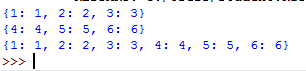 {1: 1, 2: 2, 3: 3}
{4: 4, 5: 5, 6: 6}
{1: 1, 2: 2, 3: 3, 4: 4, 5: 5, 6: 6}
>>>